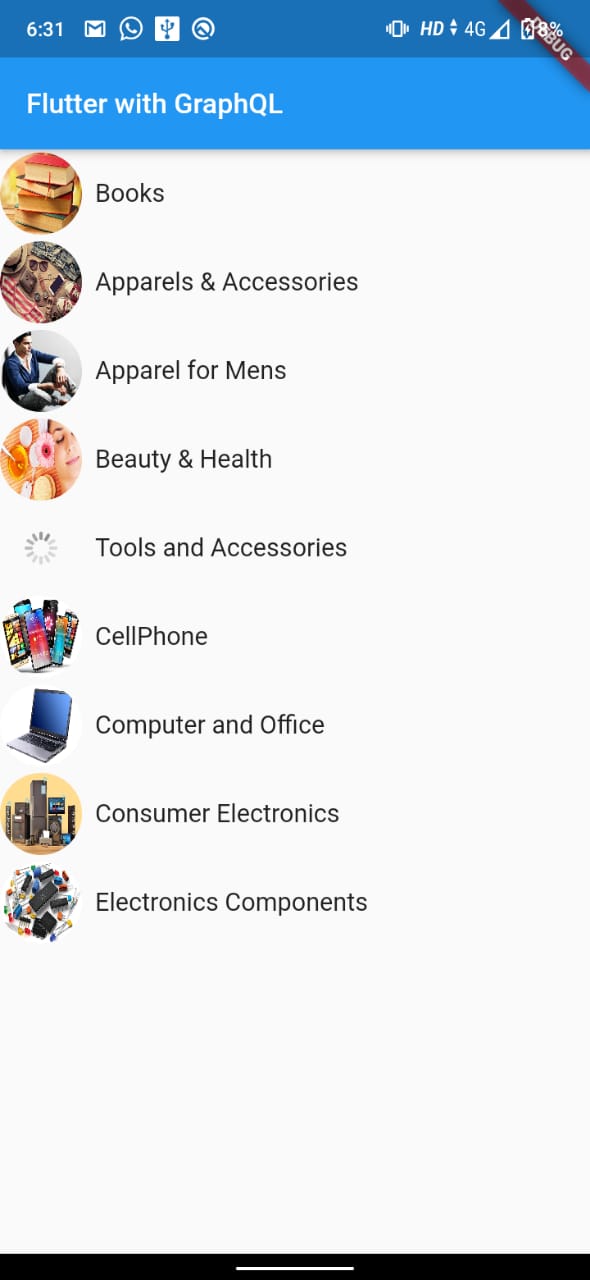 6:31 HD 4G 8%
DEBUG
Flutter with GraphQL
Books
Apparels & Accessories
Apparel for Mens
Beauty & Health
Tools and Accessories
CellPhone
Computer and Office
Consumer Electronics
Electronics Components